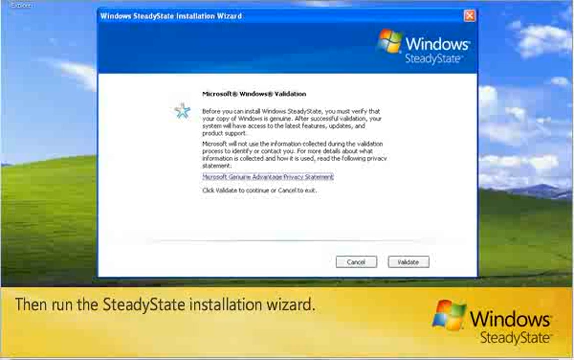 Windows SteadyState Installation Wizard
Windows
SteadyState
Microsoft® Windows® Validation
Before you can install Windows SteadyState, you must verify that
your copy of Windows is genuine. After successful validation, your
system will have access to the latest features, updates, and
product support.
Microsoft will not use the information collected during the validation
process to identify or contact you. For more details about what
information is collected and how it is used, read the following privacy
statement.
Microsoft Genuine Advantage Privacy Statement
Click Validate to continue or Cancel to exit.
Cancel
Validate
Then run the SteadyState installation wizard.
Windows
SteadyState